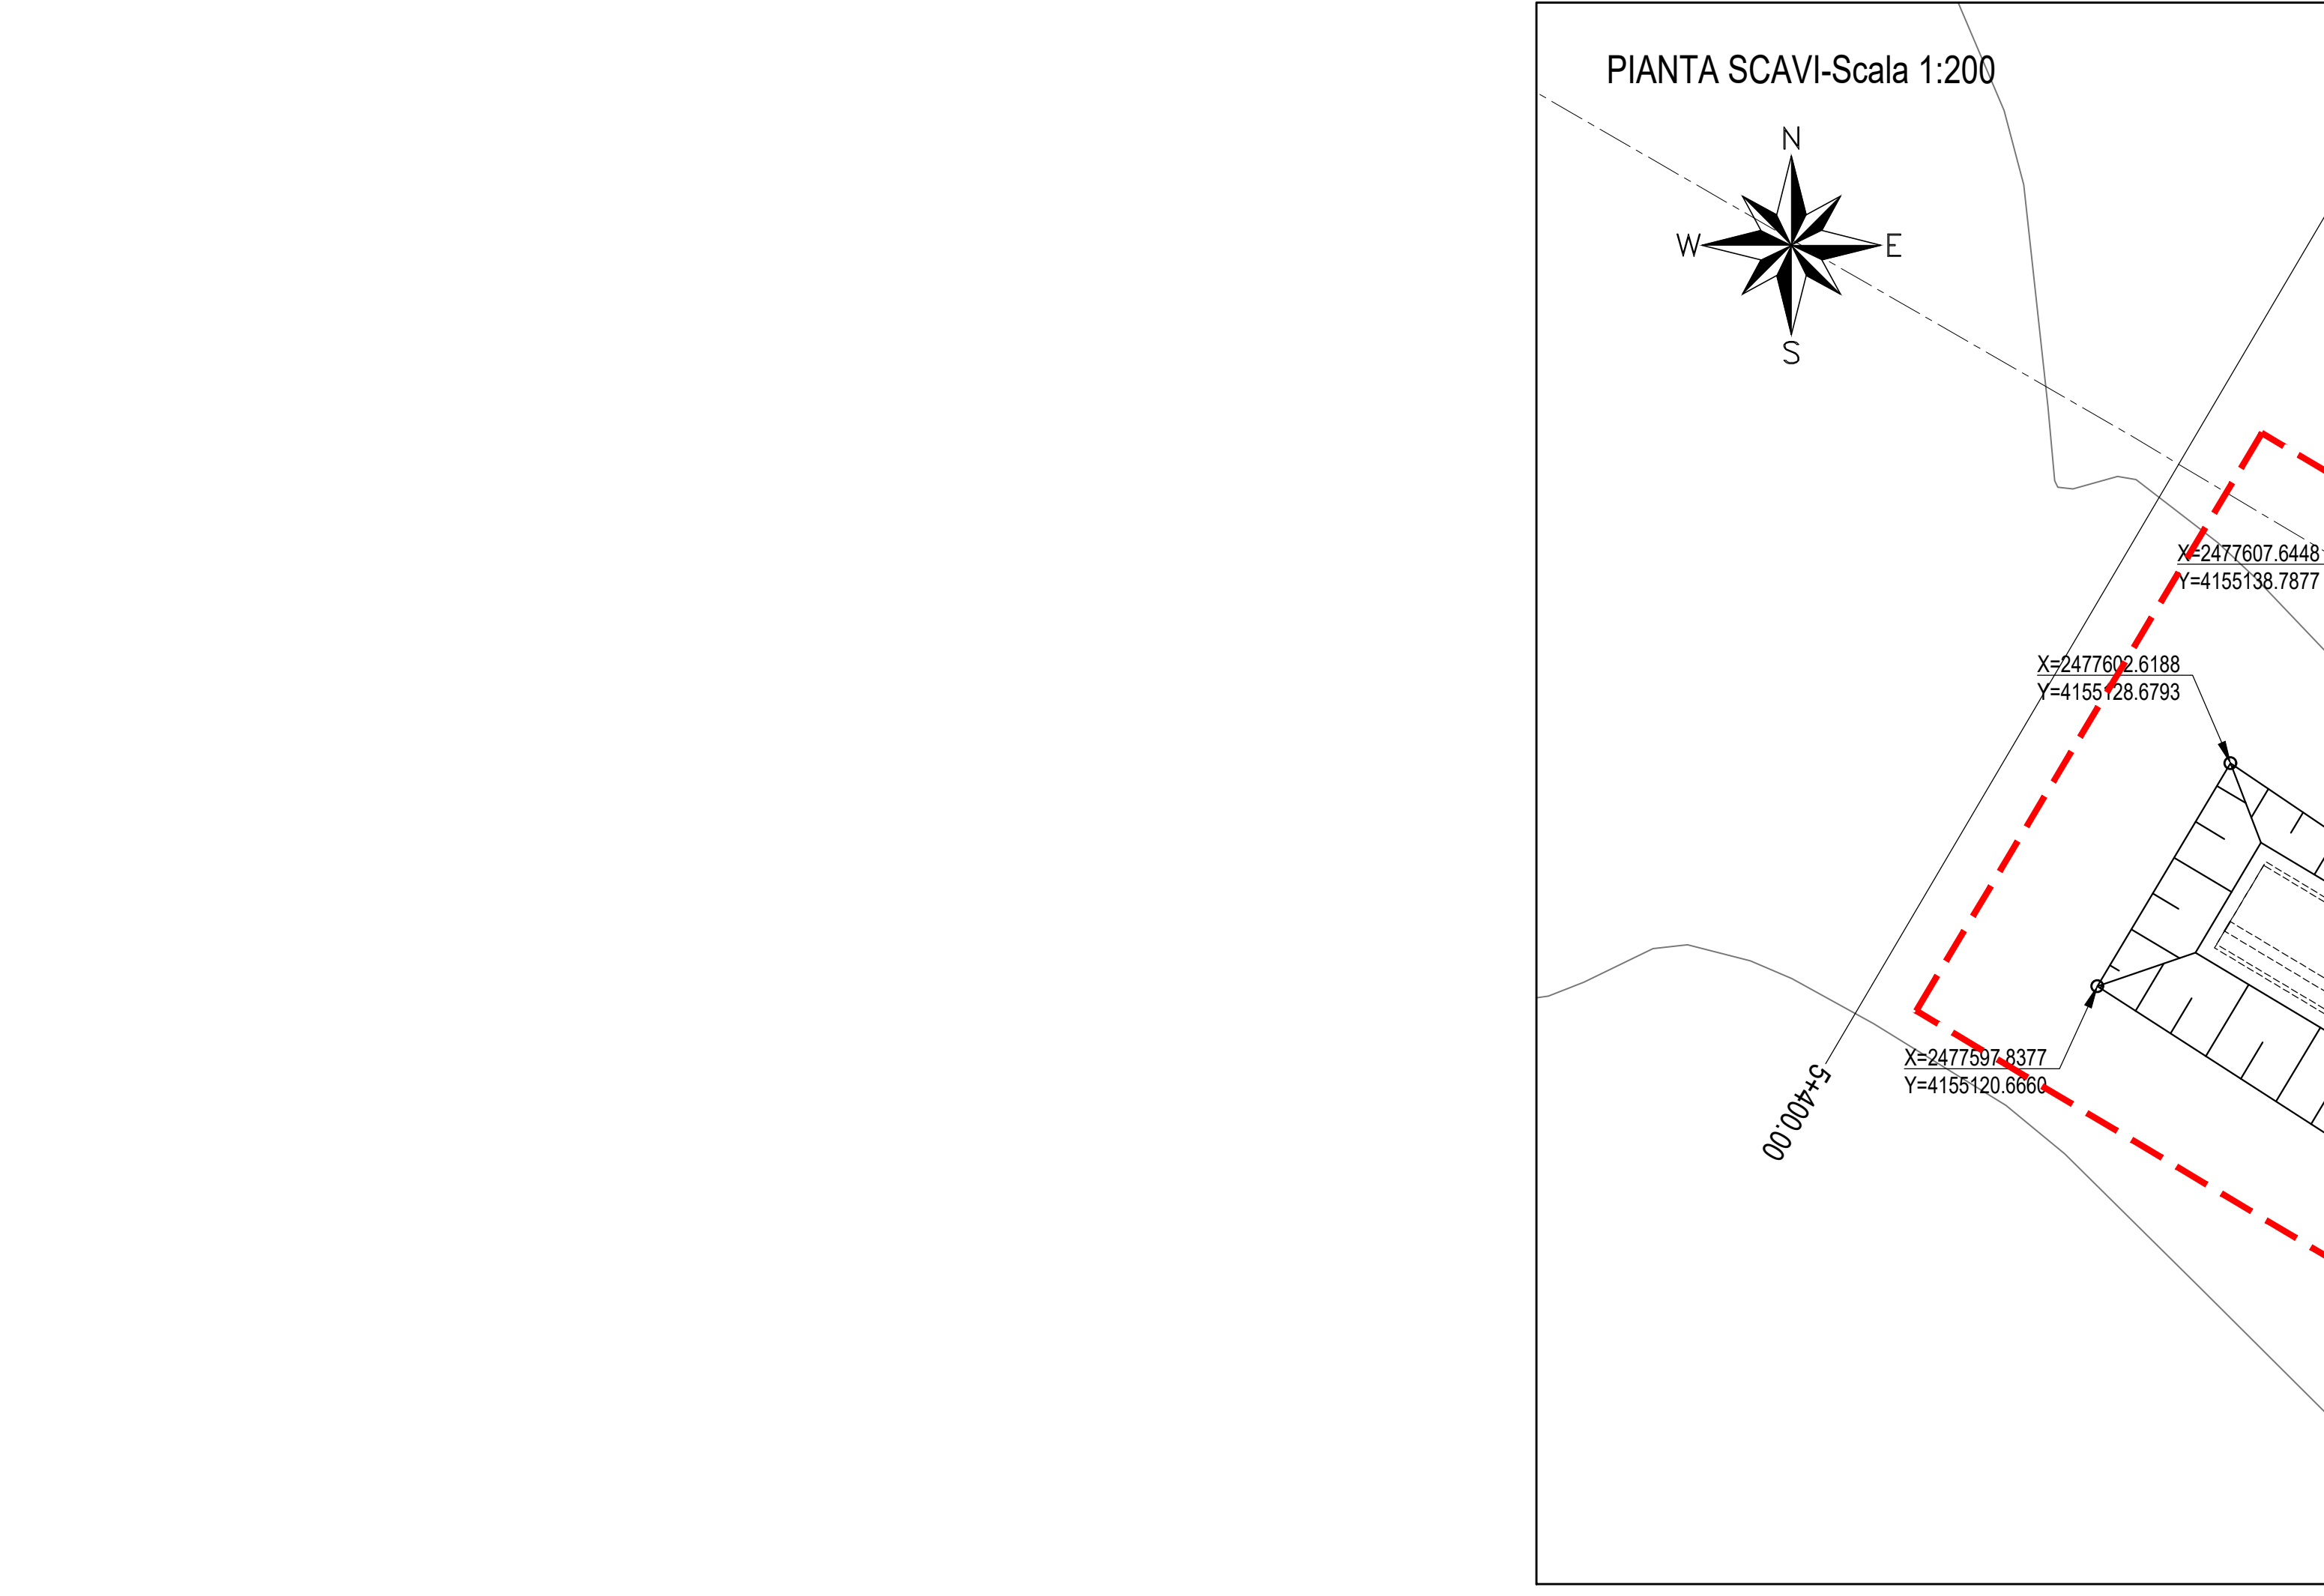 PIANTA SCAVI-Scala 1:200
N
W
E
S
X=2477607.6448
Y=4155138.7877
X=2477602.6188
Y=4155128.6793
X=2477597.8377
Y=4155120.6660
5+400.00